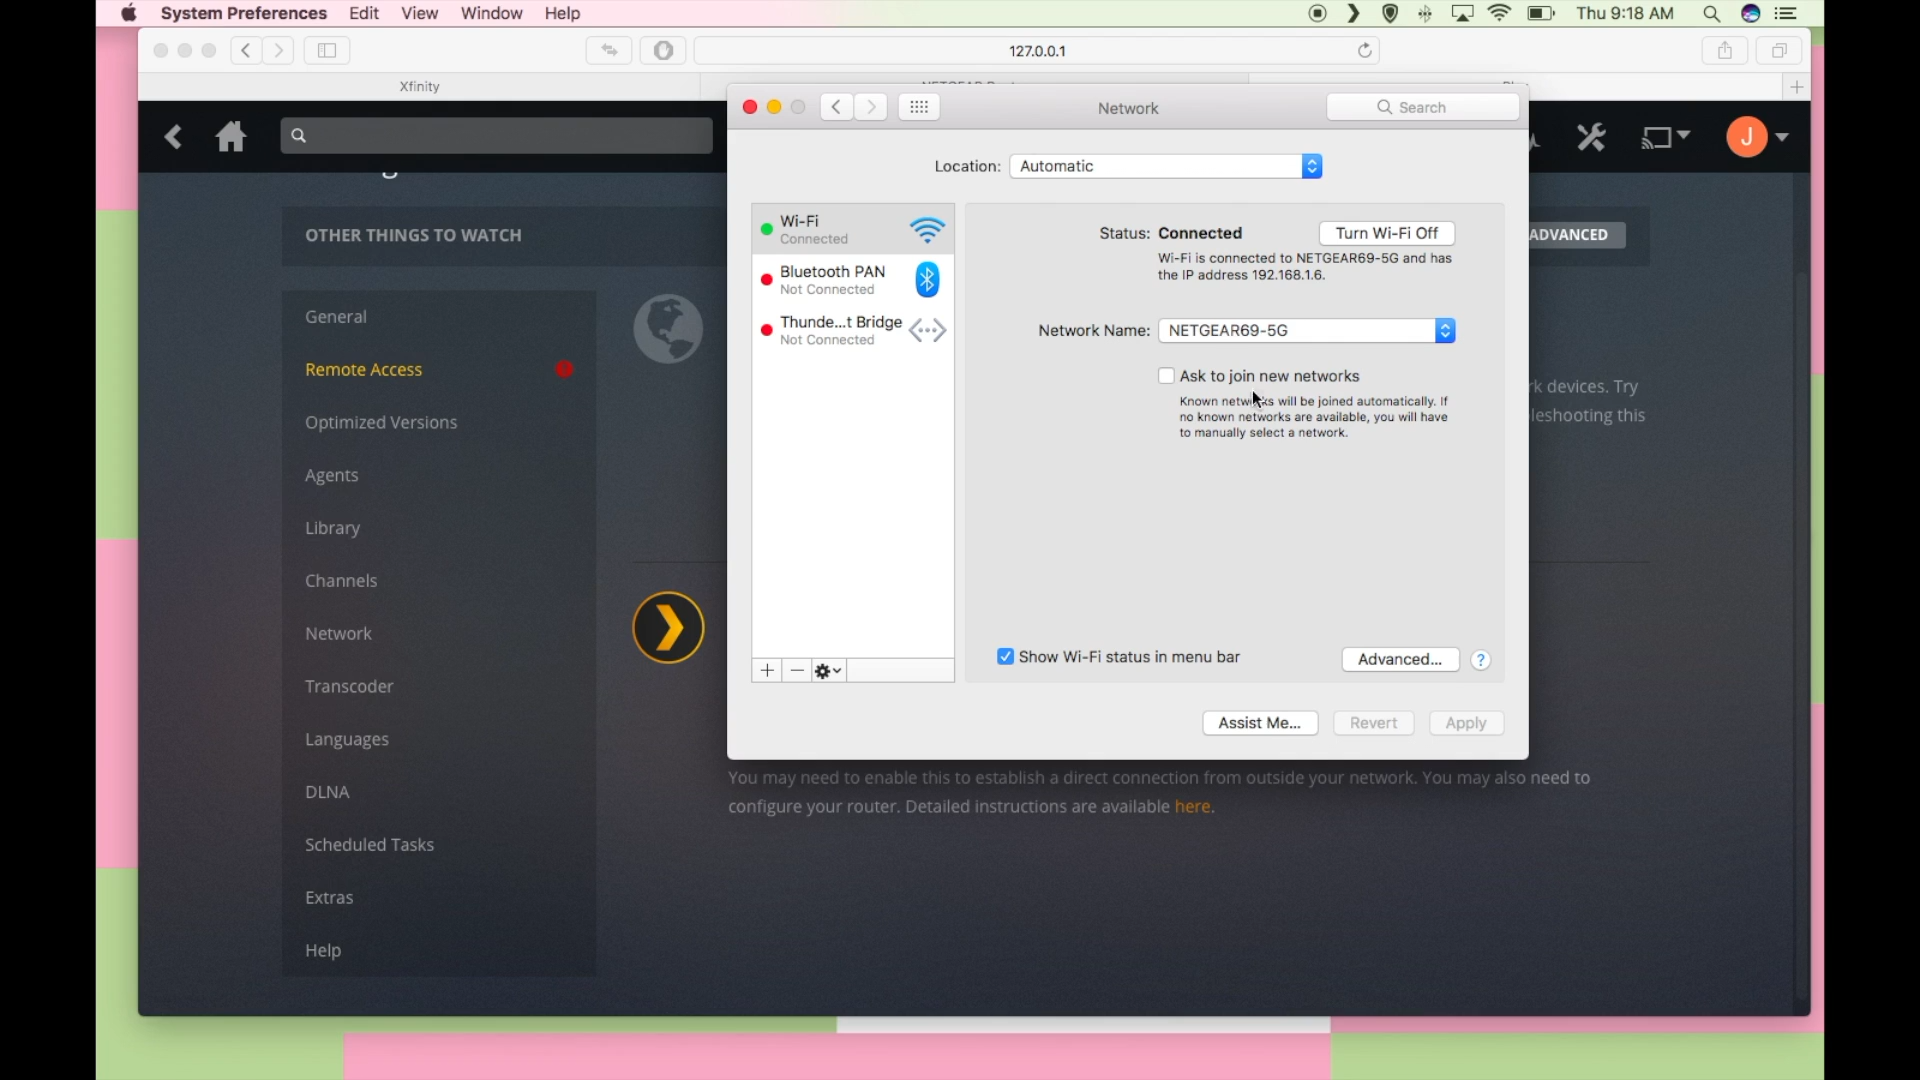 System Preferences Edit View Window Help
Thu 9:18 AM
127.0.0.1
Xfinity
Network
Search
J
Location: Automatic
OTHER THINGS TO WATCH
ADVANCED
General
Remote Access
Optimized Versions
Agents
Library
Channels
Network
Transcoder
Languages
DLNA
Scheduled Tasks
Extras
Help
Wi-Fi
Connected
Bluetooth PAN
Not Connected
Thunde...t Bridge
Not Connected
Status: Connected
Turn Wi-Fi Off
Wi-Fi is connected to NETGEAR69-5G and has
the IP address 192.168.1.6.
Network Name: NETGEAR69-5G
Ask to join new networks
Known networks will be joined automatically. If
no known networks are available, you will have
to manually select a network.
Show Wi-Fi status in menu bar
Advanced...
?
Assist Me...
Revert
Apply
rk devices. Try
leshooting this
You may need to enable this to establish a direct connection from outside your network. You may also need to
configure your router. Detailed instructions are available here.